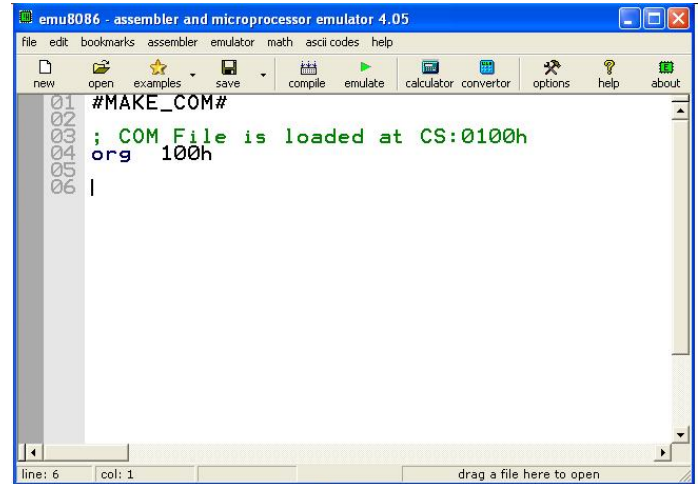 emu8086 - assembler and microprocessor emulator 4.05
file edit bookmarks assembler emulator math ascii codes help
new open examples save compile emulate calculator convertor options help about
01 #MAKE_COM#
02
03 ; COM File is loaded at CS:0100h
04 org 100h
05
06
line: 6 col: 1 drag a file here to open